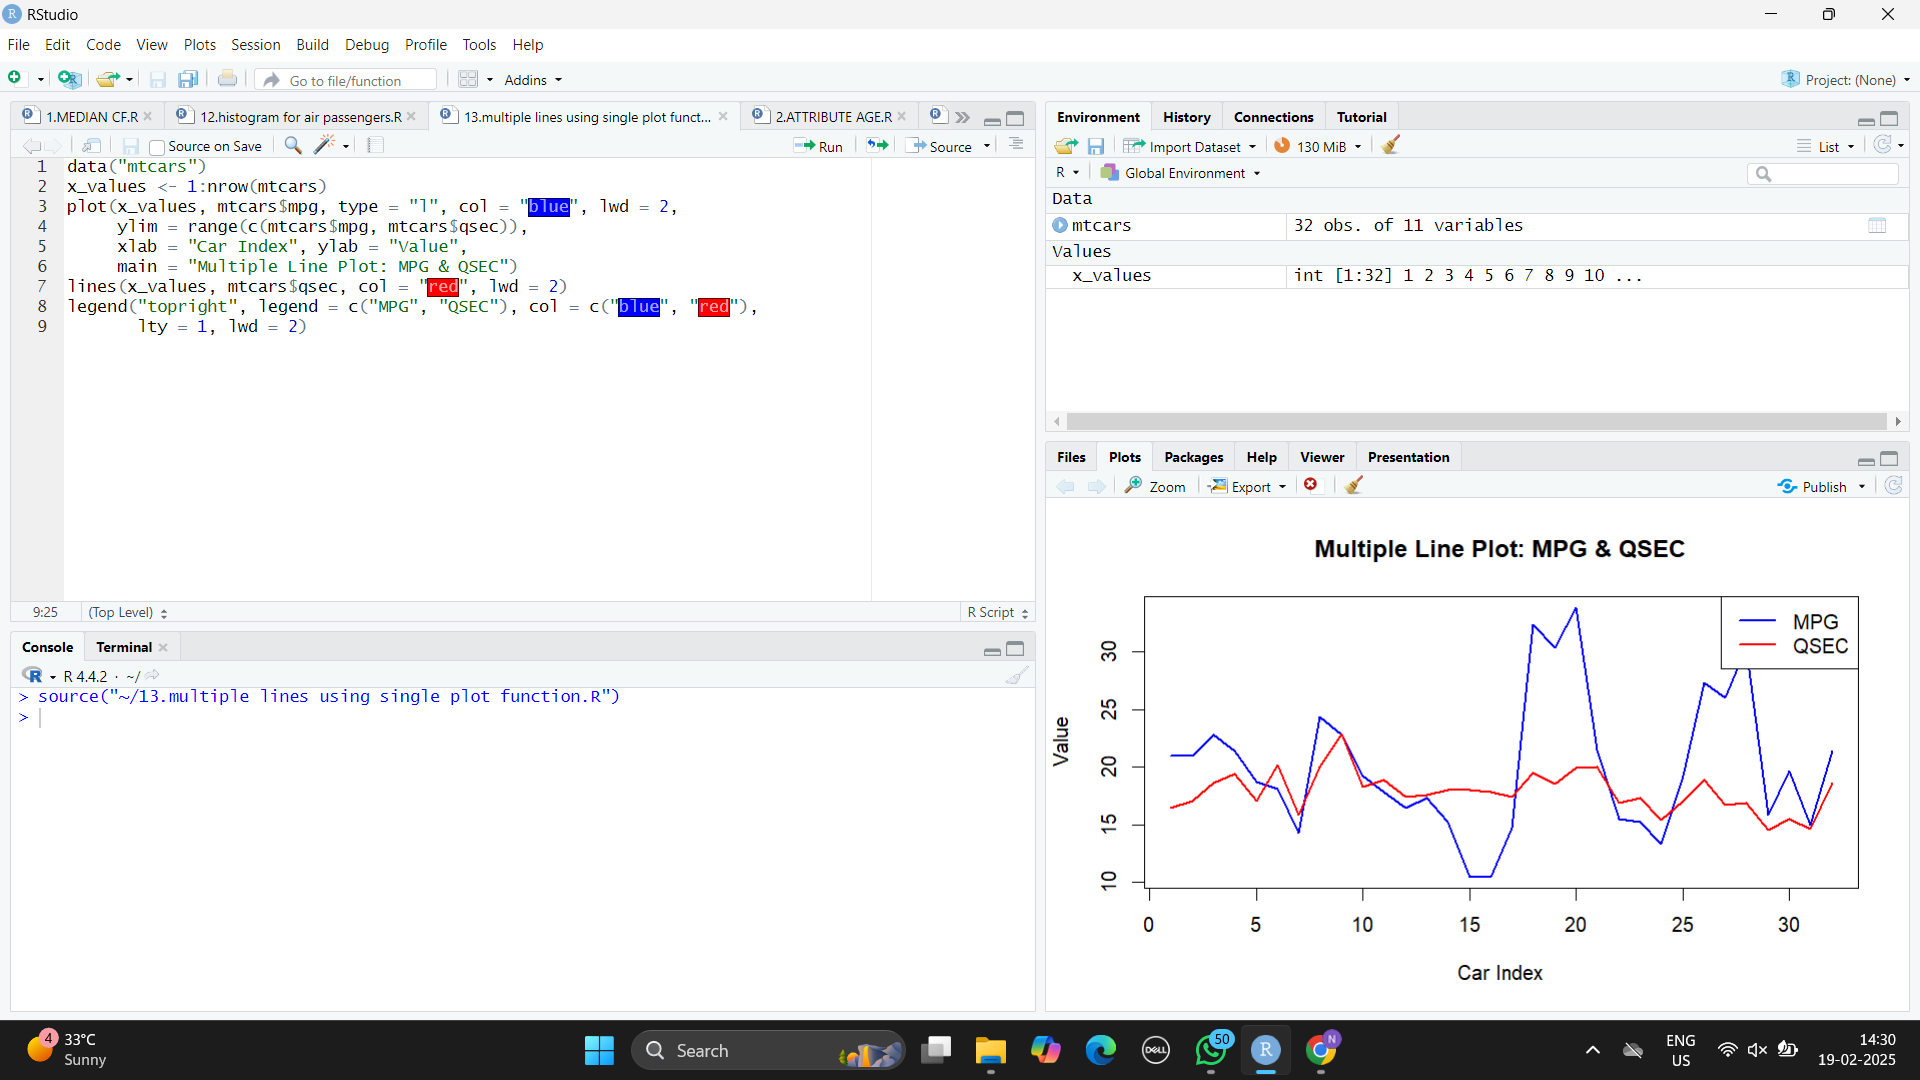 RStudio
File Edit Code View Plots Session Build Debug Profile Tools Help
Go to file/function Addins Project: (None)
1.MEDIAN CF.R 12.histogram for air passengers.R 13.multiple lines using single plot funct... 2.ATTRIBUTE AGE.R
Source on Save Run Source
1 data("mtcars")
2 x_values <- 1:nrow(mtcars)
3 plot(x_values, mtcars$mpg, type = "l", col = "blue", lwd = 2,
4 ylim = range(c(mtcars$mpg, mtcars$qsec)),
5 xlab = "Car Index", ylab = "Value",
6 main = "Multiple Line Plot: MPG & QSEC")
7 lines(x_values, mtcars$qsec, col = "red", lwd = 2)
8 legend("topright", legend = c("MPG", "QSEC"), col = c("blue", "red"),
9 lty = 1, lwd = 2)
9:25 (Top Level) R Script
Console Terminal
R 4.4.2 · ~/
> source("~/13.multiple lines using single plot function.R")
>
Environment History Connections Tutorial
Import Dataset 130 MiB List
R Global Environment
Data
mtcars 32 obs. of 11 variables
Values
x_values int [1:32] 1 2 3 4 5 6 7 8 9 10 ...
Files Plots Packages Help Viewer Presentation
Zoom Export Publish
Multiple Line Plot: MPG & QSEC
MPG
QSEC
Value
30
25
20
15
10
0 5 10 15 20 25 30
Car Index
4
33°C
Sunny
Search
DELL
50
R
N
ENG
US
14:30
19-02-2025